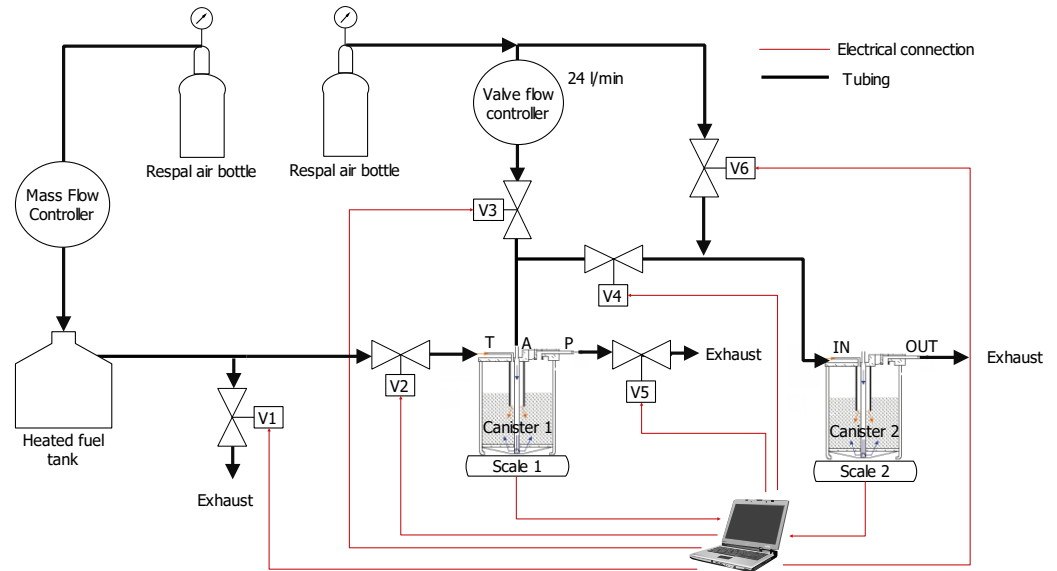 Electrical connection
Tubing
24 l/min
Valve flow
controller
Respal air bottle
Respal air bottle
V6
Mass Flow
Controller
V3
V4
T A P
IN OUT
Exhaust
Exhaust
V2
V5
V1
Canister 1
Canister 2
Heated fuel
tank
Scale 1
Scale 2
Exhaust